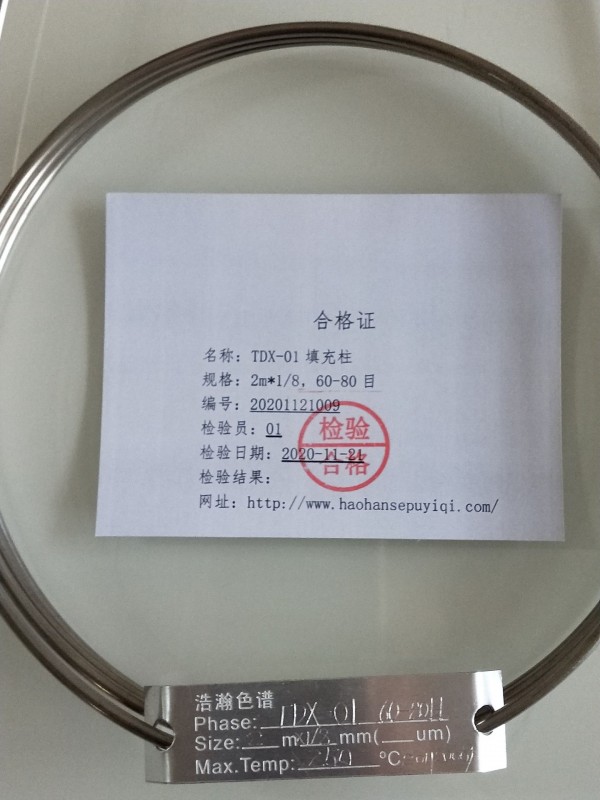 合格证
名称：TDX-01 填充柱
规格：2m*1/8，60-80 目
编号：20201121009
检验员：01
检验日期：2020-11-21
检验结果：
检验
合格
网址：http://www.haohansepuyiqi.com/
浩瀚色谱
Phase: TDX-01 60-80目
Size: m 1/8 mm( um)
Max.Temp: °C